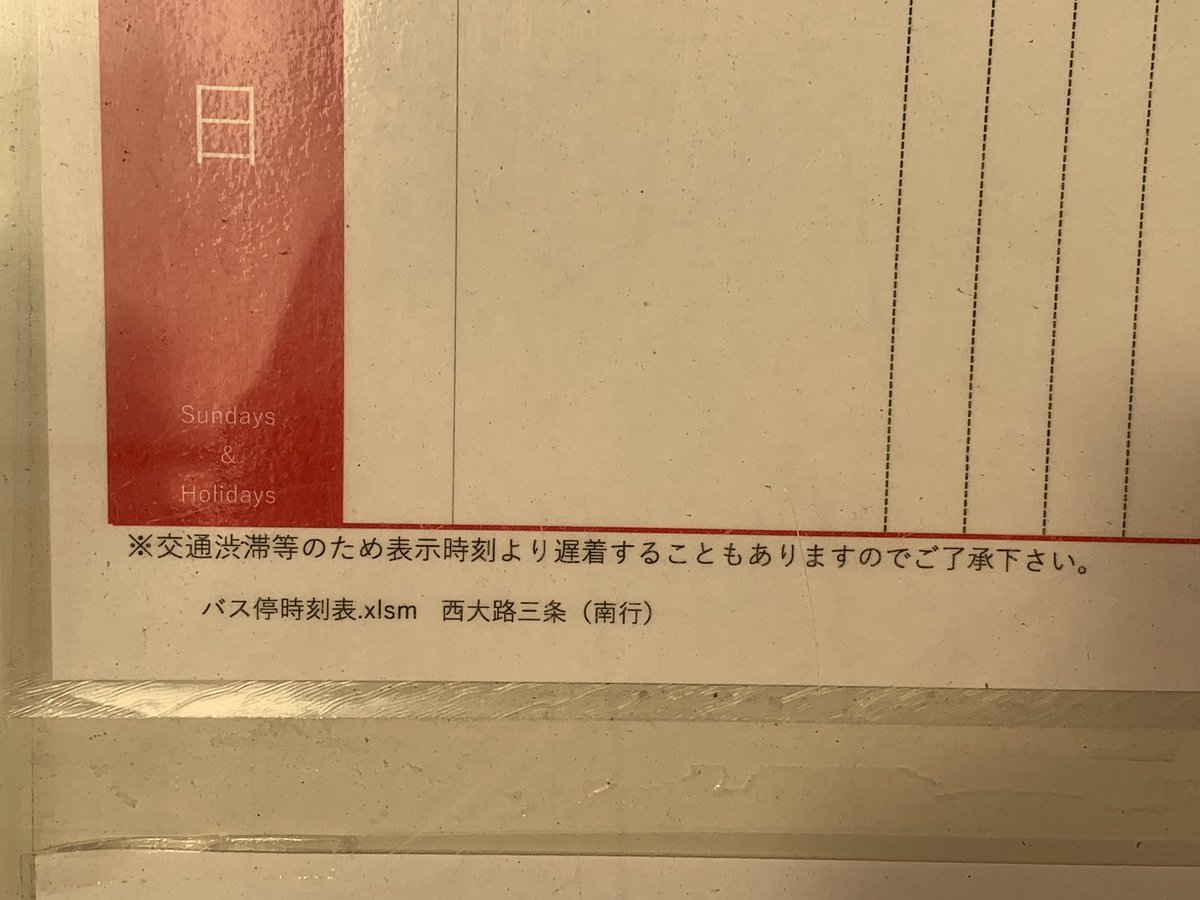 日
Sundays
&
Holidays
※交通渋滞等のため表示時刻より遅着することもありますのでご了承下さい。
バス停時刻表.xlsm 西大路三条（南行）